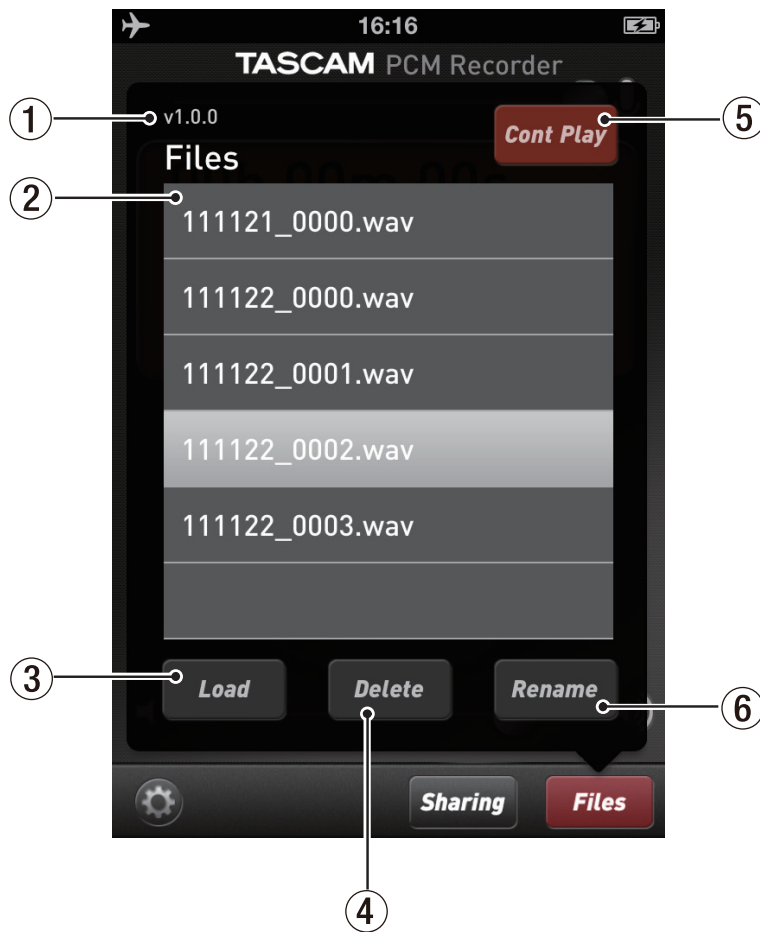 16:16
TASCAM PCM Recorder
① v1.0.0
Cont Play ⑤
Files
② 111121_0000.wav
111122_0000.wav
111122_0001.wav
111122_0002.wav
111122_0003.wav
③ Load Delete Rename
⑥
Sharing Files
④